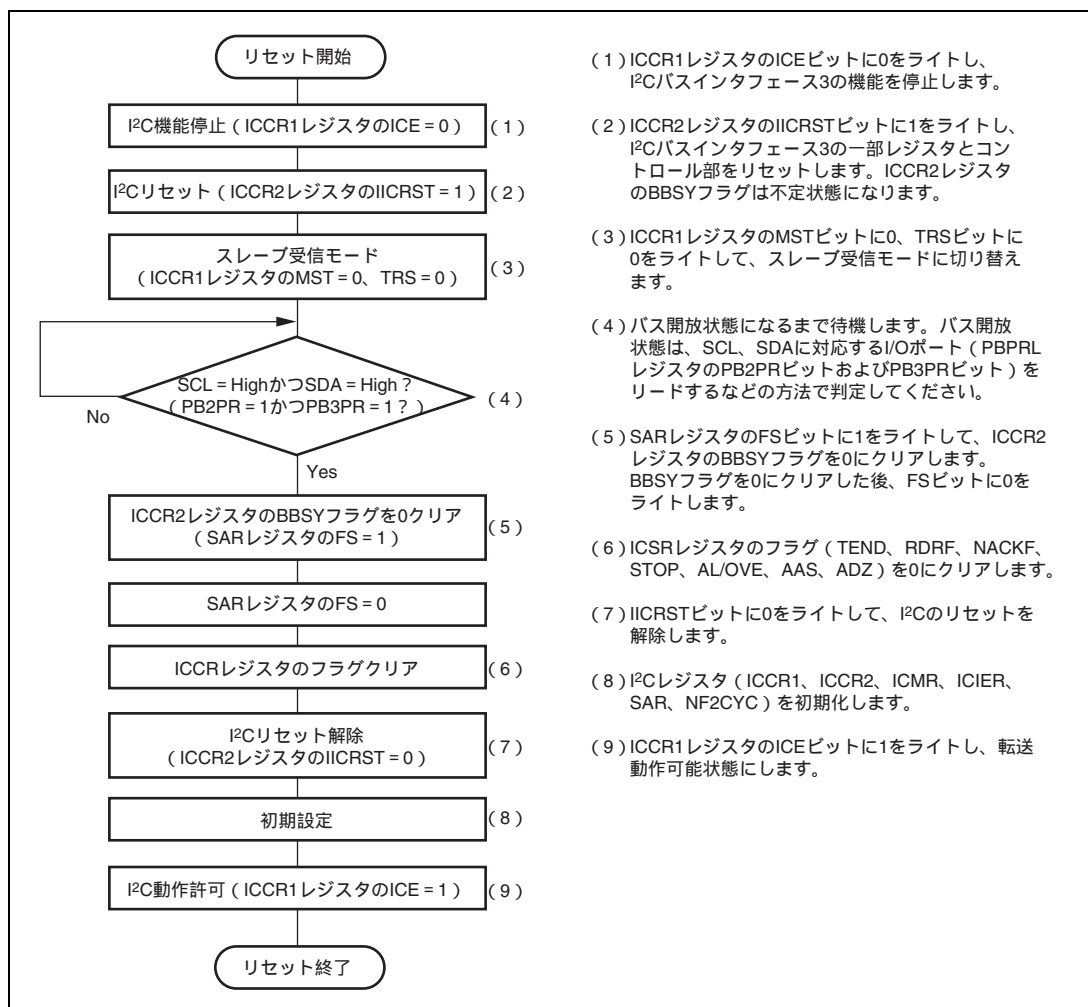 リセット開始
I²C機能停止（ICCR1レジスタのICE = 0）（1）
I²Cリセット（ICCR2レジスタのIICRST = 1）（2）
スレーブ受信モード
（ICCR1レジスタのMST = 0、TRS = 0）（3）
SCL = HighかつSDA = High？
（PB2PR = 1かつPB3PR = 1？）（4）
No
Yes
ICCR2レジスタのBBSYフラグを0クリア
（SARレジスタのFS = 1）（5）
SARレジスタのFS = 0
ICCRレジスタのフラグクリア（6）
I²Cリセット解除
（ICCR2レジスタのIICRST = 0）（7）
初期設定（8）
I²C動作許可（ICCR1レジスタのICE = 1）（9）
リセット終了
（1）ICCR1レジスタのICEビットに0をライトし、
I²Cバスインタフェース3の機能を停止します。
（2）ICCR2レジスタのIICRSTビットに1をライトし、
I²Cバスインタフェース3の一部レジスタとコント
ロール部をリセットします。ICCR2レジスタ
のBBSYフラグは不定状態になります。
（3）ICCR1レジスタのMSTビットに0、TRSビットに
0をライトして、スレーブ受信モードに切り替え
ます。
（4）バス開放状態になるまで待機します。バス開放
状態は、SCL、SDAに対応するI/Oポート（PBPRL
レジスタのPB2PRビットおよびPB3PRビット）を
リードするなどの方法で判定してください。
（5）SARレジスタのFSビットに1をライトして、ICCR2
レジスタのBBSYフラグを0にクリアします。
BBSYフラグを0にクリアした後、FSビットに0を
ライトします。
（6）ICSRレジスタのフラグ（TEND、RDRF、NACKF、
STOP、AL/OVE、AAS、ADZ）を0にクリアします。
（7）IICRSTビットに0をライトして、I²Cのリセットを
解除します。
（8）I²Cレジスタ（ICCR1、ICCR2、ICMR、ICIER、
SAR、NF2CYC）を初期化します。
（9）ICCR1レジスタのICEビットに1をライトし、転送
動作可能状態にします。